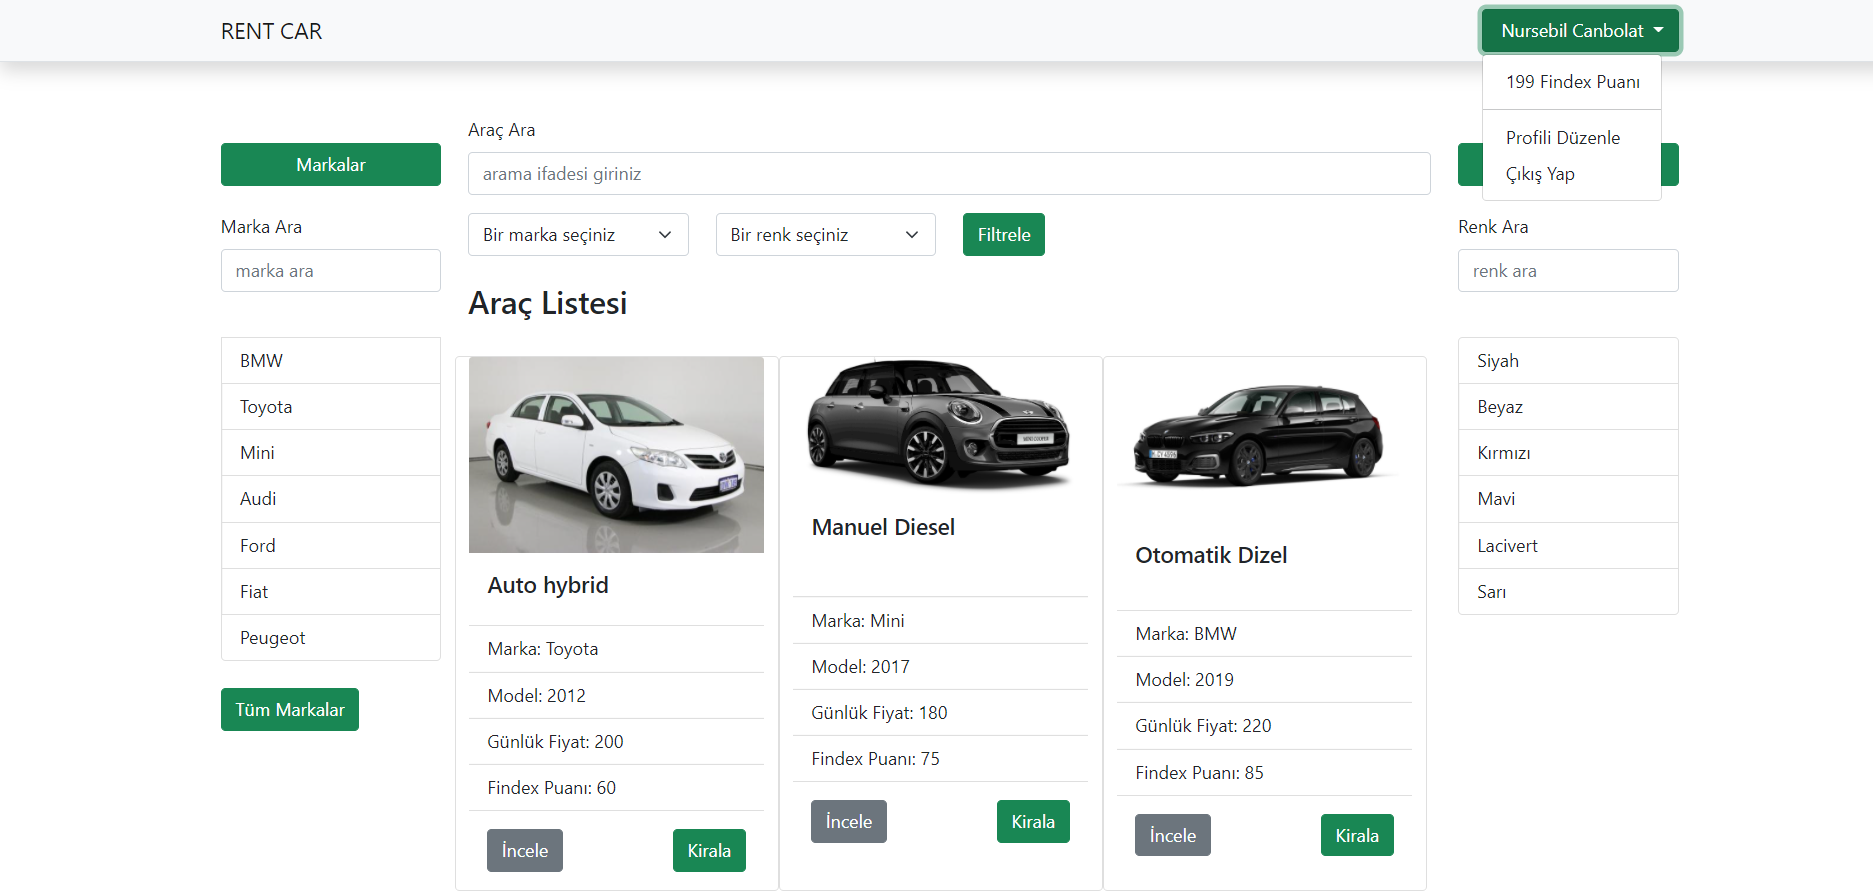 RENT CAR
Nursebil Canbolat
199 Findex Puanı
Profili Düzenle
Çıkış Yap
Markalar
Marka Ara
marka ara
BMW
Toyota
Mini
Audi
Ford
Fiat
Peugeot
Tüm Markalar
Araç Ara
arama ifadesi giriniz
Bir marka seçiniz
Bir renk seçiniz
Filtrele
Araç Listesi
Auto hybrid
Marka: Toyota
Model: 2012
Günlük Fiyat: 200
Findex Puanı: 60
İncele
Kirala
MINI COOPER
Manuel Diesel
Marka: Mini
Model: 2017
Günlük Fiyat: 180
Findex Puanı: 75
İncele
Kirala
Otomatik Dizel
Marka: BMW
Model: 2019
Günlük Fiyat: 220
Findex Puanı: 85
İncele
Kirala
Renk Ara
renk ara
Siyah
Beyaz
Kırmızı
Mavi
Lacivert
Sarı